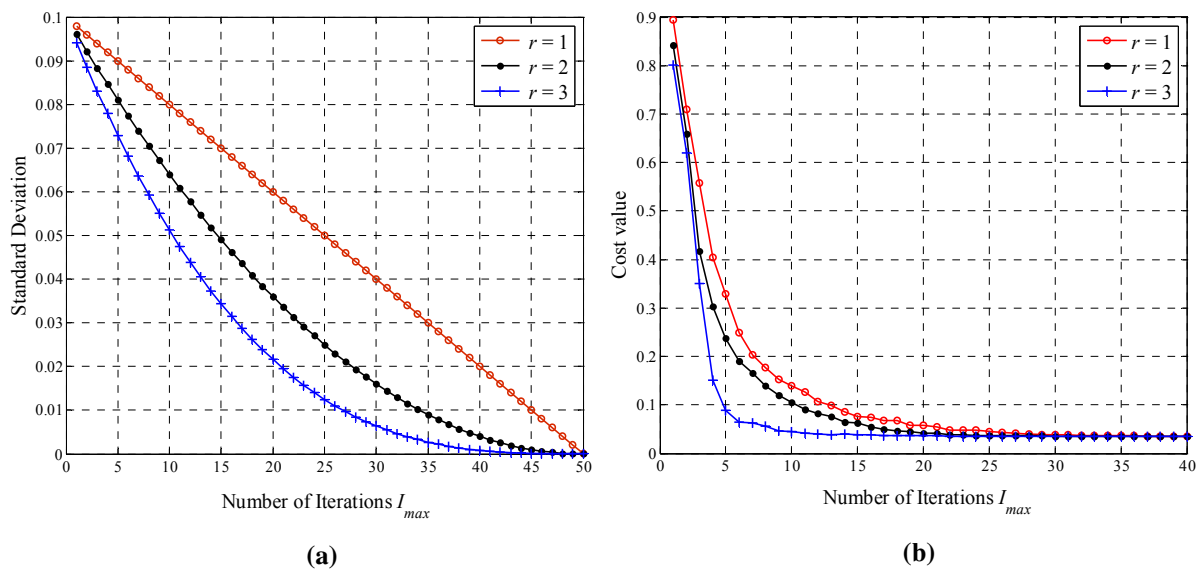 0.1
0.09
0.08
0.07
0.06
0.05
0.04
0.03
0.02
0.01
0
Standard Deviation
r = 1
r = 2
r = 3
0 5 10 15 20 25 30 35 40 45 50
Number of Iterations I_max
(a)
0.9
0.8
0.7
0.6
0.5
0.4
0.3
0.2
0.1
0
Cost value
r = 1
r = 2
r = 3
0 5 10 15 20 25 30 35 40
Number of Iterations I_max
(b)